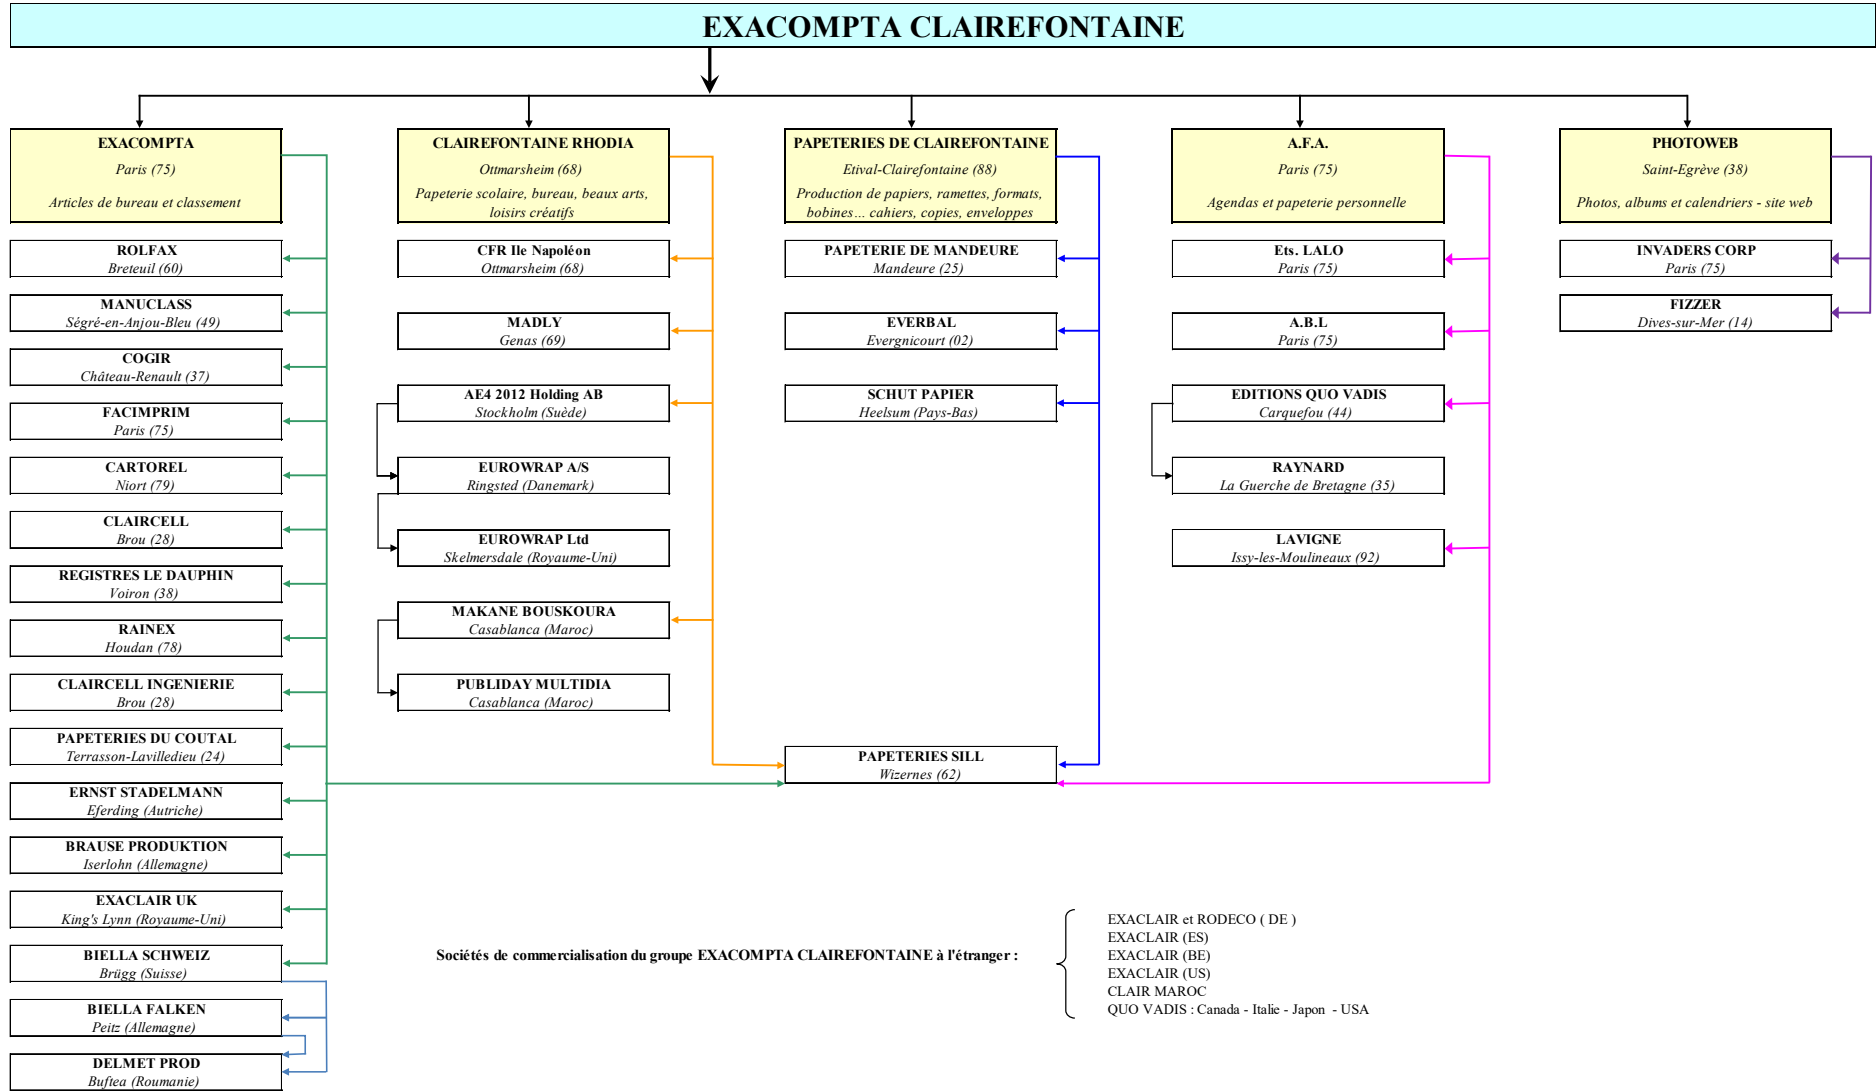 EXACOMPTA CLAIREFONTAINE
EXACOMPTA
Paris (75)
Articles de bureau et classement
ROLFAX
Breteuil (60)
MANUCLASS
Ségré-en-Anjou-Bleu (49)
COGIR
Château-Renault (37)
FACIMPRIM
Paris (75)
CARTOREL
Niort (79)
CLAIRCELL
Brou (28)
REGISTRES LE DAUPHIN
Voiron (38)
RAINEX
Houdan (78)
CLAIRCELL INGENIERIE
Brou (28)
PAPETERIES DU COUTAL
Terrasson-Lavilledieu (24)
ERNST STADELMANN
Eferding (Autriche)
BRAUSE PRODUKTION
Iserlohn (Allemagne)
EXACLAIR UK
King's Lynn (Royaume-Uni)
BIELLA SCHWEIZ
Brügg (Suisse)
BIELLA FALKEN
Peitz (Allemagne)
DELMET PROD
Buftea (Roumanie)
CLAIREFONTAINE RHODIA
Ottmarsheim (68)
Papeterie scolaire, bureau, beaux arts,
loisirs créatifs
CFR Ile Napoléon
Ottmarsheim (68)
MADLY
Genas (69)
AE4 2012 Holding AB
Stockholm (Suède)
EUROWRAP A/S
Ringsted (Danemark)
EUROWRAP Ltd
Skelmersdale (Royaume-Uni)
MAKANE BOUSKOURA
Casablanca (Maroc)
PUBLIDAY MULTIDIA
Casablanca (Maroc)
PAPETERIES DE CLAIREFONTAINE
Etival-Clairefontaine (88)
Production de papiers, ramettes, formats,
bobines… cahiers, copies, enveloppes
PAPETERIE DE MANDEURE
Mandeure (25)
EVERBAL
Evergnicourt (02)
SCHUT PAPIER
Heelsum (Pays-Bas)
PAPETERIES SILL
Wizernes (62)
A.F.A.
Paris (75)
Agendas et papeterie personnelle
Ets. LALO
Paris (75)
A.B.L
Paris (75)
EDITIONS QUO VADIS
Carquefou (44)
RAYNARD
La Guerche de Bretagne (35)
LAVIGNE
Issy-les-Moulineaux (92)
PHOTOWEB
Saint-Egrève (38)
Photos, albums et calendriers - site web
INVADERS CORP
Paris (75)
FIZZER
Dives-sur-Mer (14)
Sociétés de commercialisation du groupe EXACOMPTA CLAIREFONTAINE à l'étranger :
EXACLAIR et RODECO ( DE )
EXACLAIR (ES)
EXACLAIR (BE)
EXACLAIR (US)
CLAIR MAROC
QUO VADIS : Canada - Italie - Japon - USA